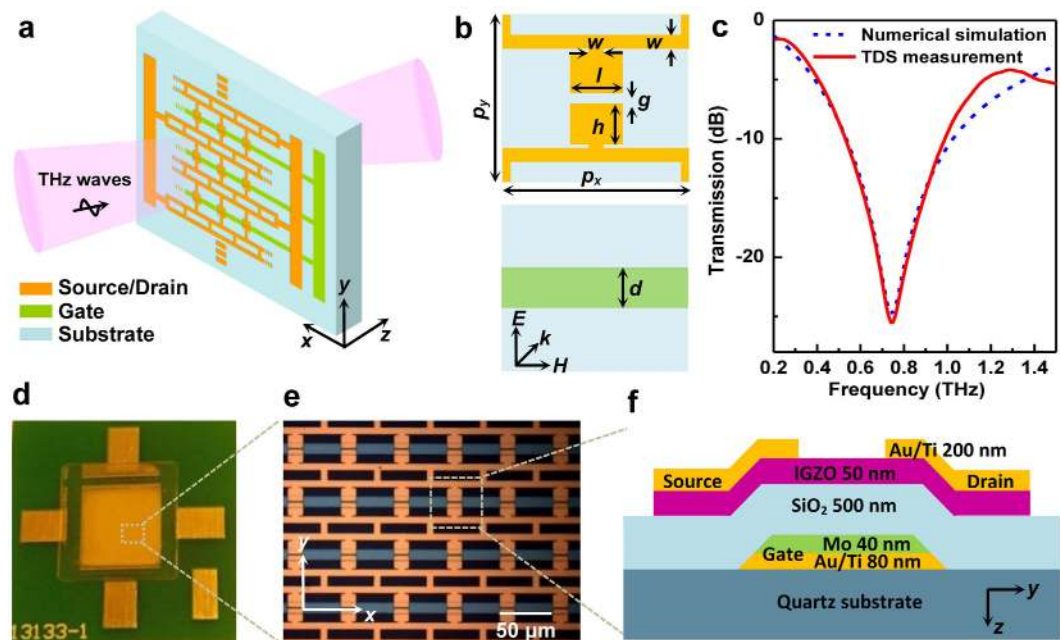 a
THz waves
Source/Drain
Gate
Substrate
y
x
z
b
w
w
l
g
h
py
px
d
E
k
H
c
Numerical simulation
TDS measurement
0
-10
-20
Transmission (dB)
0.2 0.4 0.6 0.8 1.0 1.2 1.4
Frequency (THz)
d
13133-1
e
y
x
50 μm
f
Au/Ti 200 nm
Source
IGZO 50 nm
Drain
SiO₂ 500 nm
Mo 40 nm
Gate
Au/Ti 80 nm
Quartz substrate
y
z